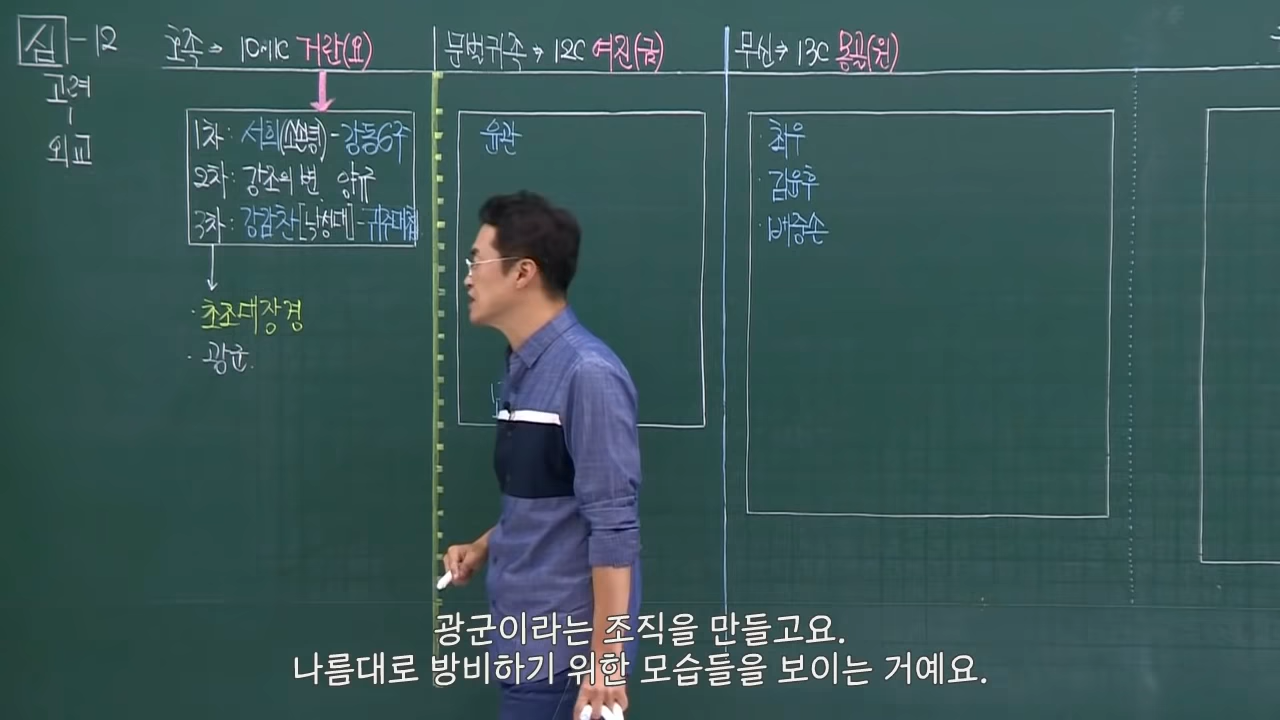 심-12
고려
외교
호족→ 10~11C 거란(요)
1차: 서희(소손녕)-강동6주
2차: 강조의 변, 양규
3차: 강감찬[낙성대]-귀주대첩
·초조대장경
·광군.
문벌귀족→ 12C 여진(금)
윤관
무신→ 13C 몽골(원)
·최우
·김윤후
·배중손
광군이라는 조직을 만들고요.
나름대로 방비하기 위한 모습들을 보이는 거예요.